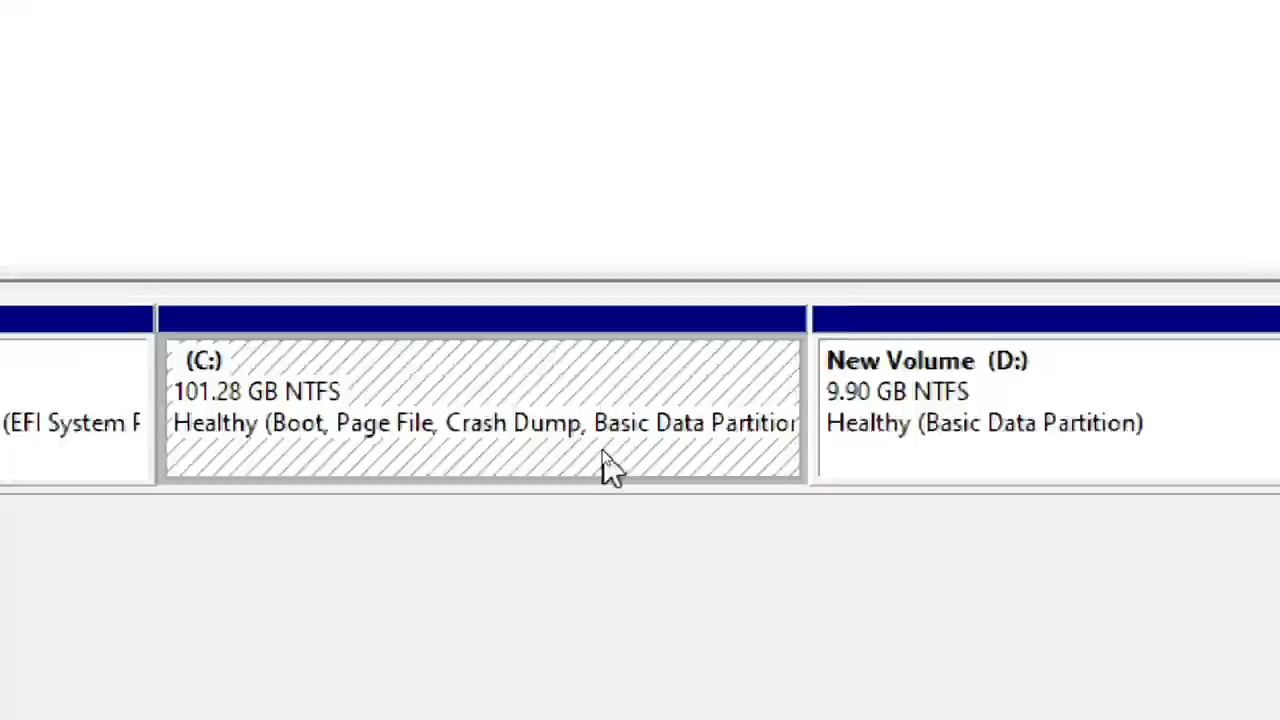 (EFI System P
(C:)
101.28 GB NTFS
Healthy (Boot, Page File, Crash Dump, Basic Data Partition
New Volume (D:)
9.90 GB NTFS
Healthy (Basic Data Partition)